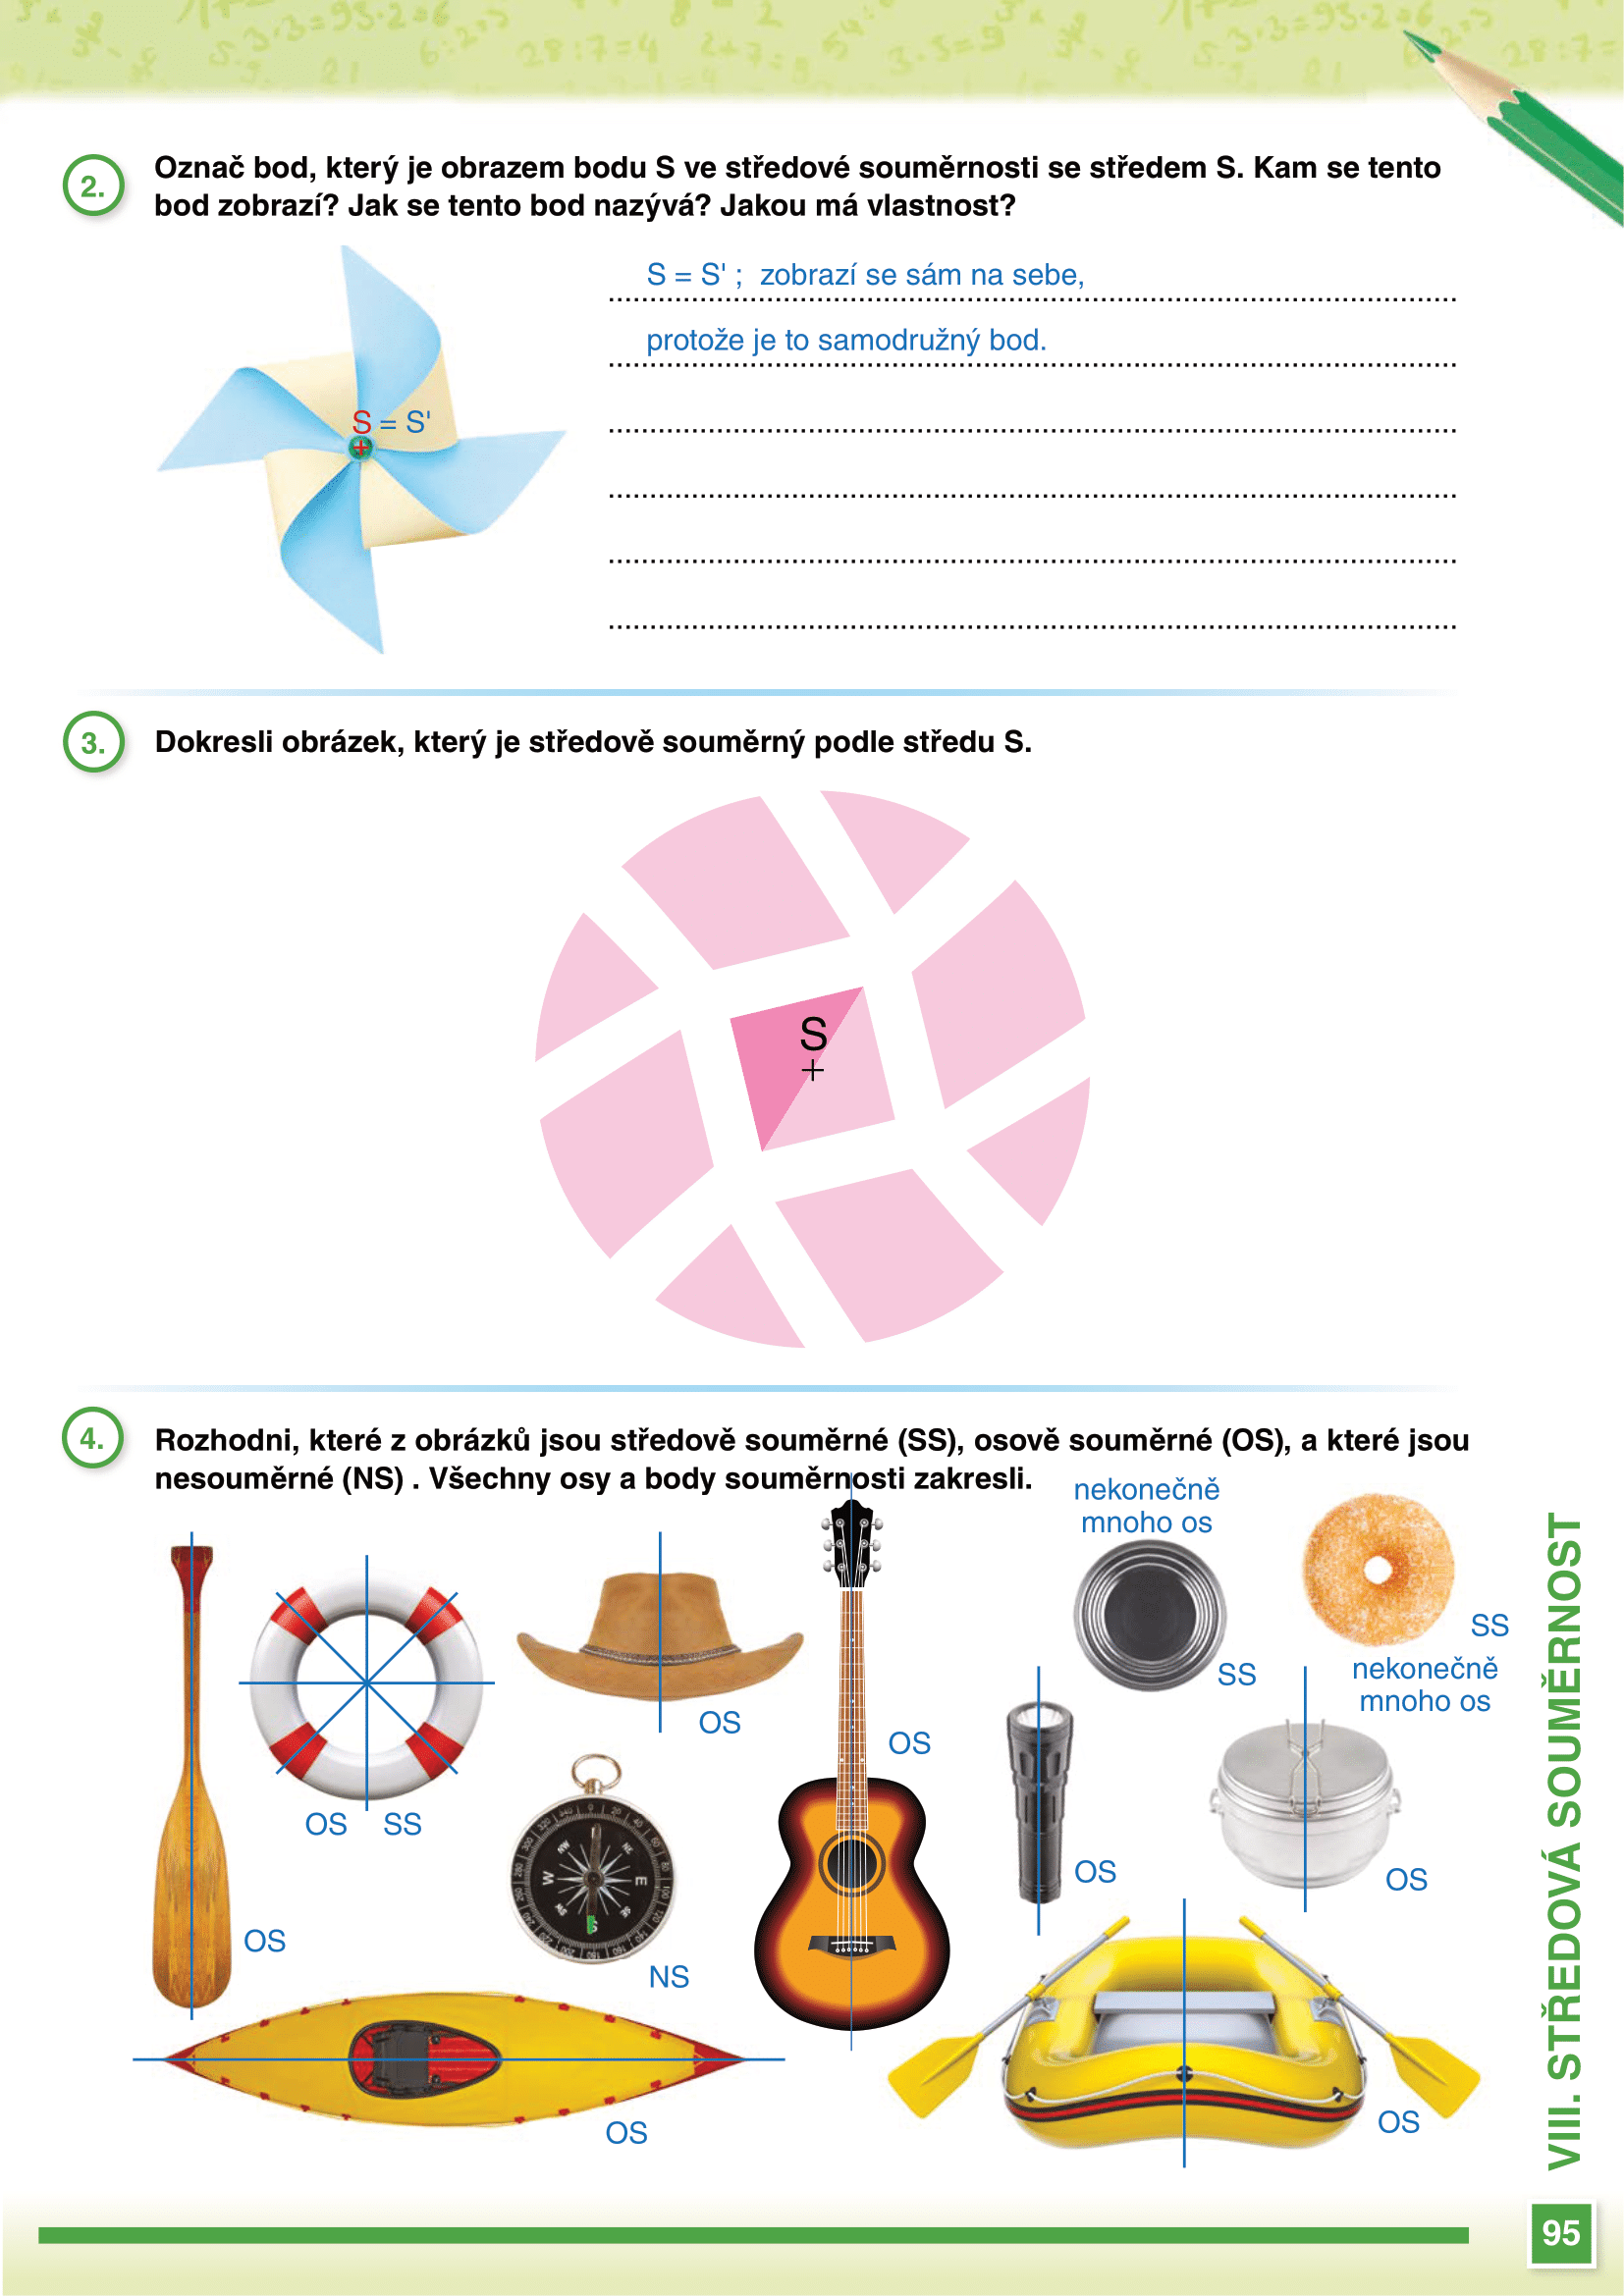 2.
Označ bod, který je obrazem bodu S ve středové souměrnosti se středem S. Kam se tento
bod zobrazí? Jak se tento bod nazývá? Jakou má vlastnost?
S = S' ; zobrazí se sám na sebe,
protože je to samodružný bod.
S = S'
3.
Dokresli obrázek, který je středově souměrný podle středu S.
S
4.
Rozhodni, které z obrázků jsou středově souměrné (SS), osově souměrné (OS), a které jsou
nesouměrné (NS) . Všechny osy a body souměrnosti zakresli.
nekonečně
mnoho os
SS
SS
nekonečně
mnoho os
OS
OS
OS SS
OS
OS
OS
NS
OS
OS
VIII. STŘEDOVÁ SOUMĚRNOST
95